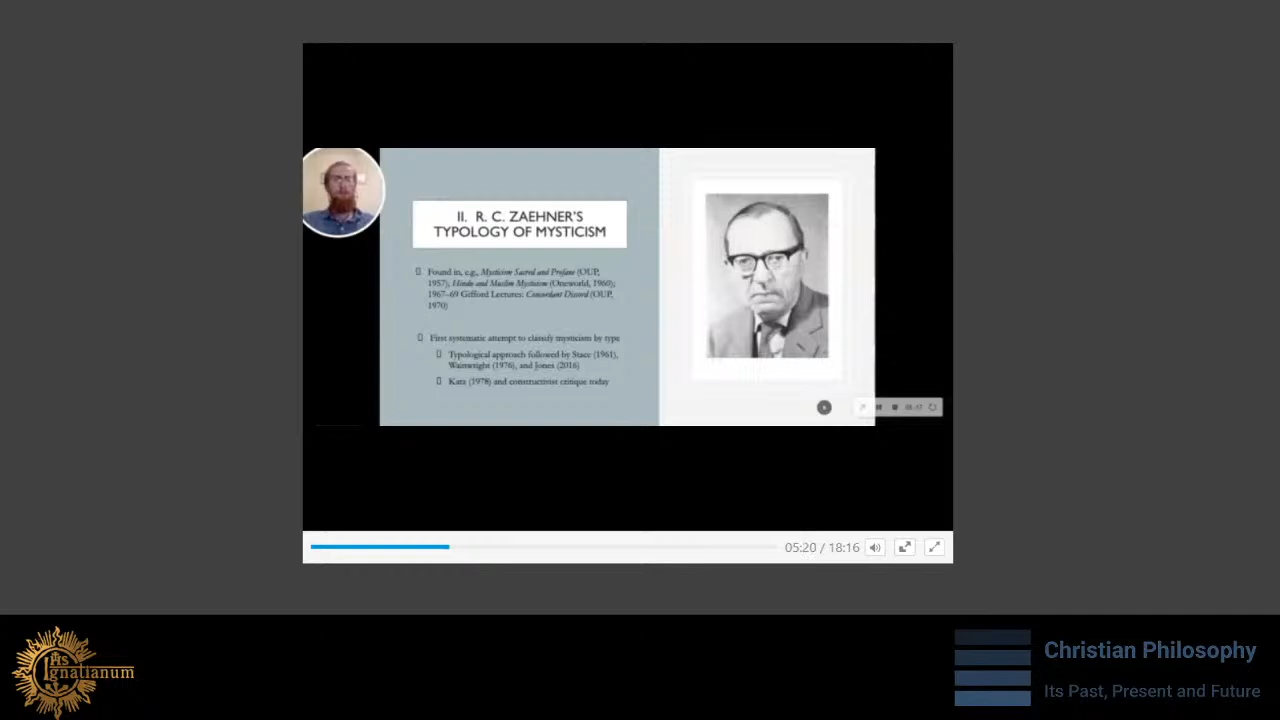 II. R. C. ZAEHNER'S
TYPOLOGY OF MYSTICISM
Found in, e.g., Mysticism Sacred and Profane (OUP,
1957); Hindu and Muslim Mysticism (Oneworld, 1960);
1967–69 Gifford Lectures: Concordant Discord (OUP,
1970)
First systematic attempt to classify mysticism by type
Typological approach followed by Stace (1961),
Wainwright (1976), and Jones (2016)
Katz (1978) and constructivist critique today
05:20 / 18:16
IHS
Ignatianum
Christian Philosophy
Its Past, Present and Future